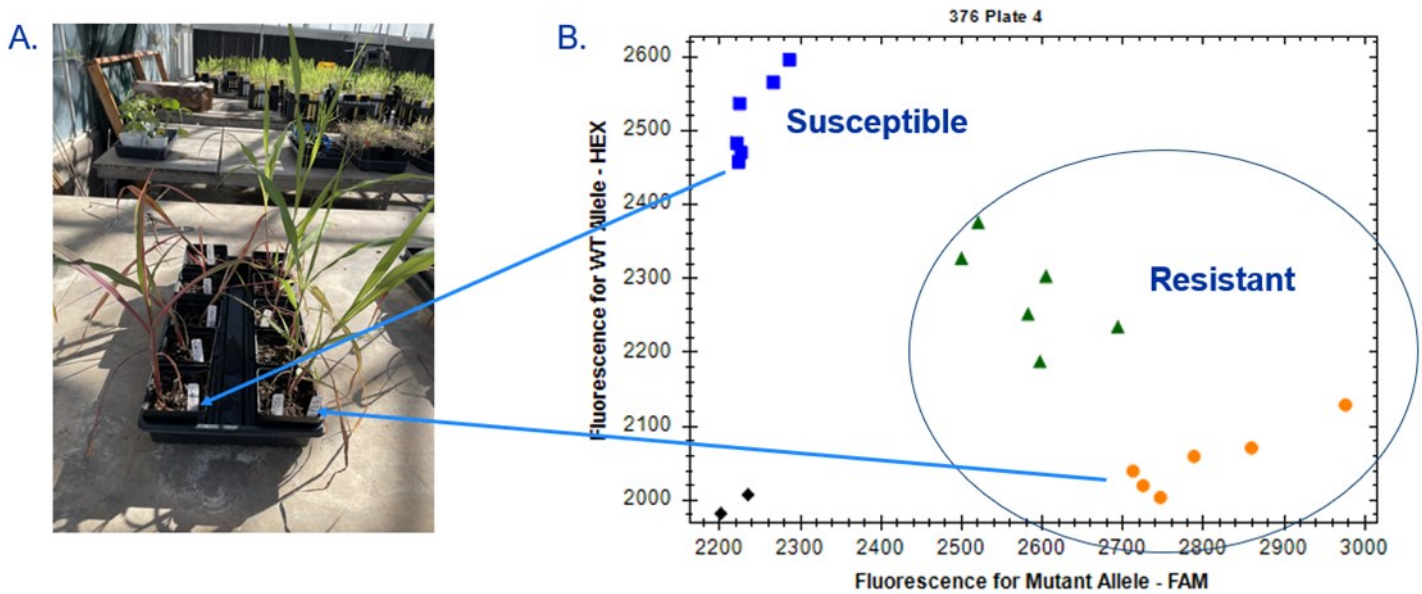 A.
B.
376 Plate 4
Fluorescence for WT Allele - HEX
2600
2500
2400
2300
2200
2100
2000
Susceptible
Resistant
2200 2300 2400 2500 2600 2700 2800 2900 3000
Fluorescence for Mutant Allele - FAM